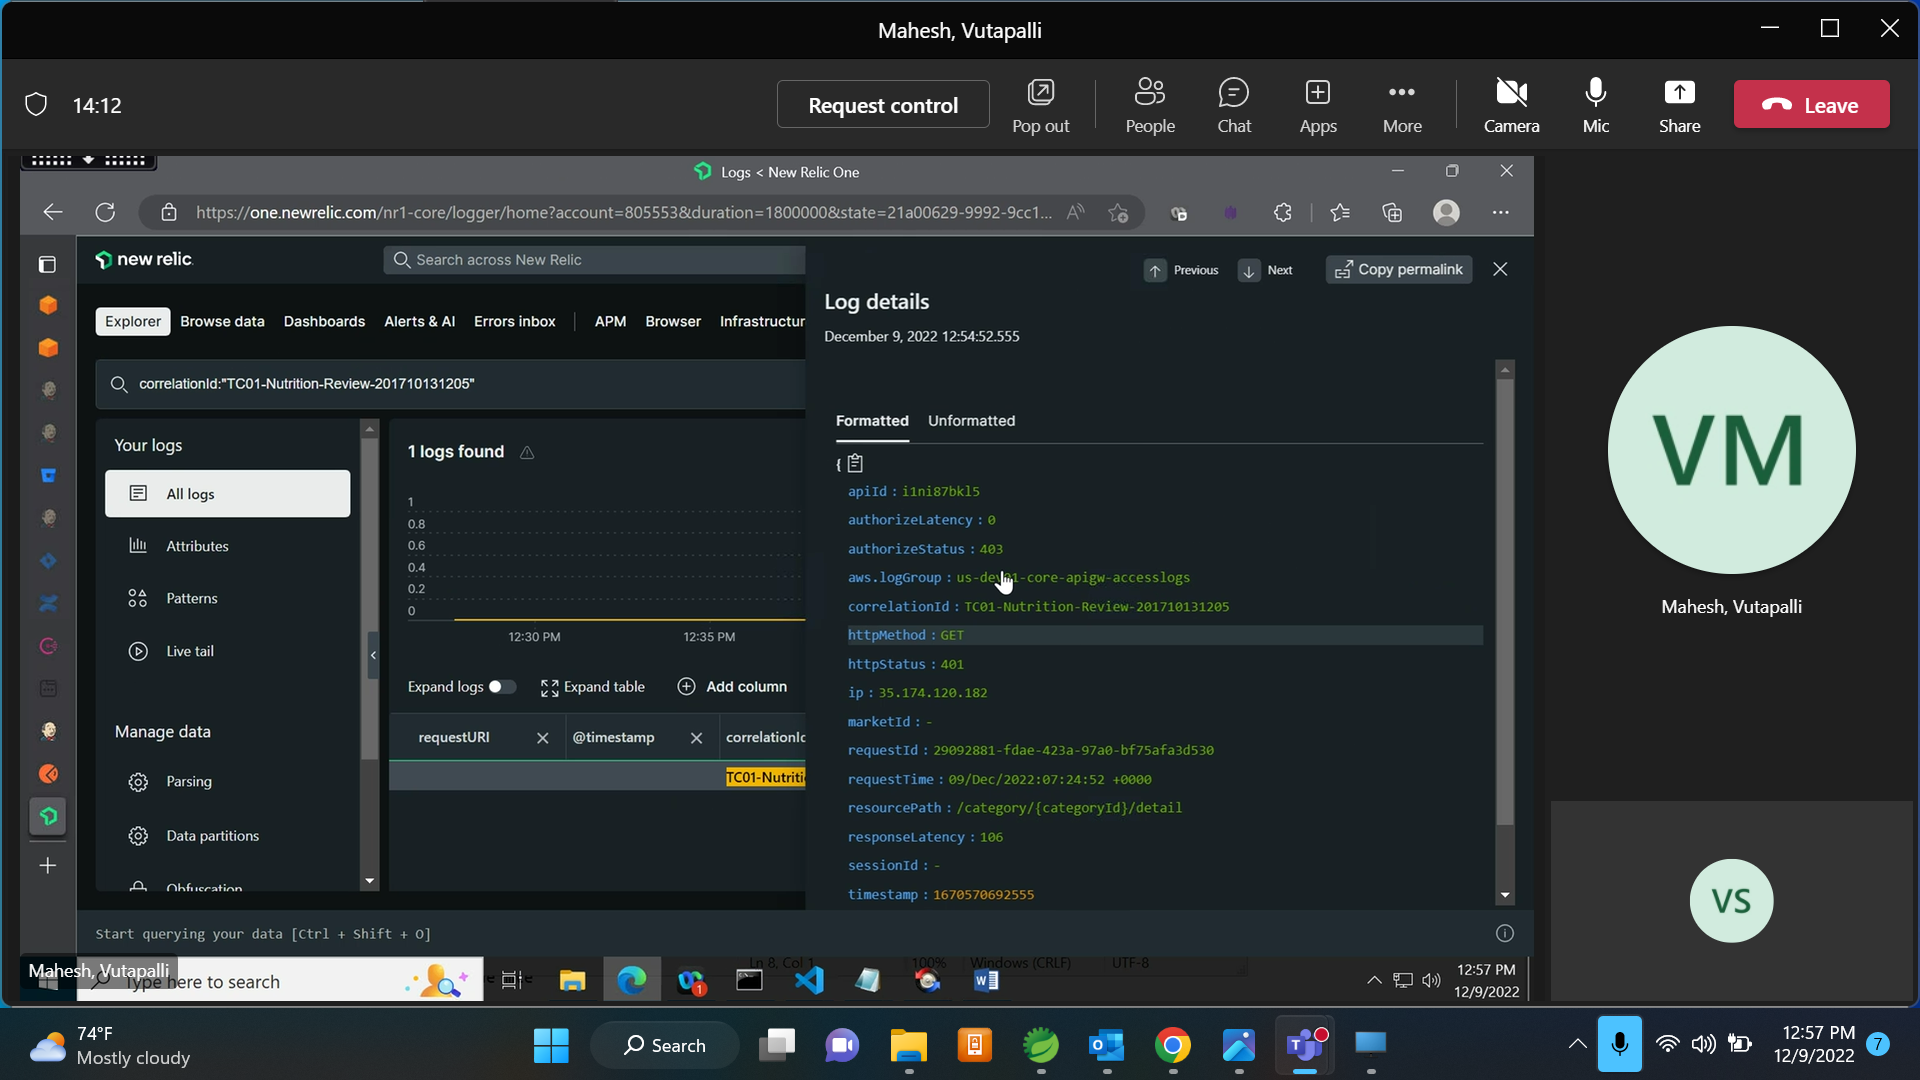 Mahesh, Vutapalli
14:12
Request control
Pop out
People
Chat
Apps
More
Camera
Mic
Share
Leave
Logs < New Relic One
https://one.newrelic.com/nr1-core/logger/home?account=805553&duration=1800000&state=21a00629-9992-9cc1...
new relic.
Search across New Relic
Previous
Next
Copy permalink
Explorer
Browse data
Dashboards
Alerts & AI
Errors inbox
APM
Browser
Infrastructur
Log details
December 9, 2022 12:54:52.555
correlationId:"TC01-Nutrition-Review-201710131205"
Formatted
Unformatted
Your logs
All logs
Attributes
Patterns
Live tail
Manage data
Parsing
Data partitions
Obfuscation
1 logs found
1
0.8
0.6
0.4
0.2
0
12:30 PM
12:35 PM
Expand logs
Expand table
Add column
requestURI
@timestamp
correlationId
TC01-Nutriti
{
apiId : i1ni87bkl5
authorizeLatency : 0
authorizeStatus : 403
aws.logGroup : us-dev01-core-apigw-accesslogs
correlationId : TC01-Nutrition-Review-201710131205
httpMethod : GET
httpStatus : 401
ip : 35.174.120.182
marketId : -
requestId : 29092881-fdae-423a-97a0-bf75afa3d530
requestTime : 09/Dec/2022:07:24:52 +0000
resourcePath : /category/{categoryId}/detail
responseLatency : 106
sessionId : -
timestamp : 1670570692555
Start querying your data [Ctrl + Shift + O]
VM
Mahesh, Vutapalli
VS
Mahesh, Vutapalli
Type here to search
Ln 8, Col 1
100%
Windows (CRLF)
UTF-8
1
12:57 PM
12/9/2022
74°F
Mostly cloudy
Search
12:57 PM
12/9/2022
7